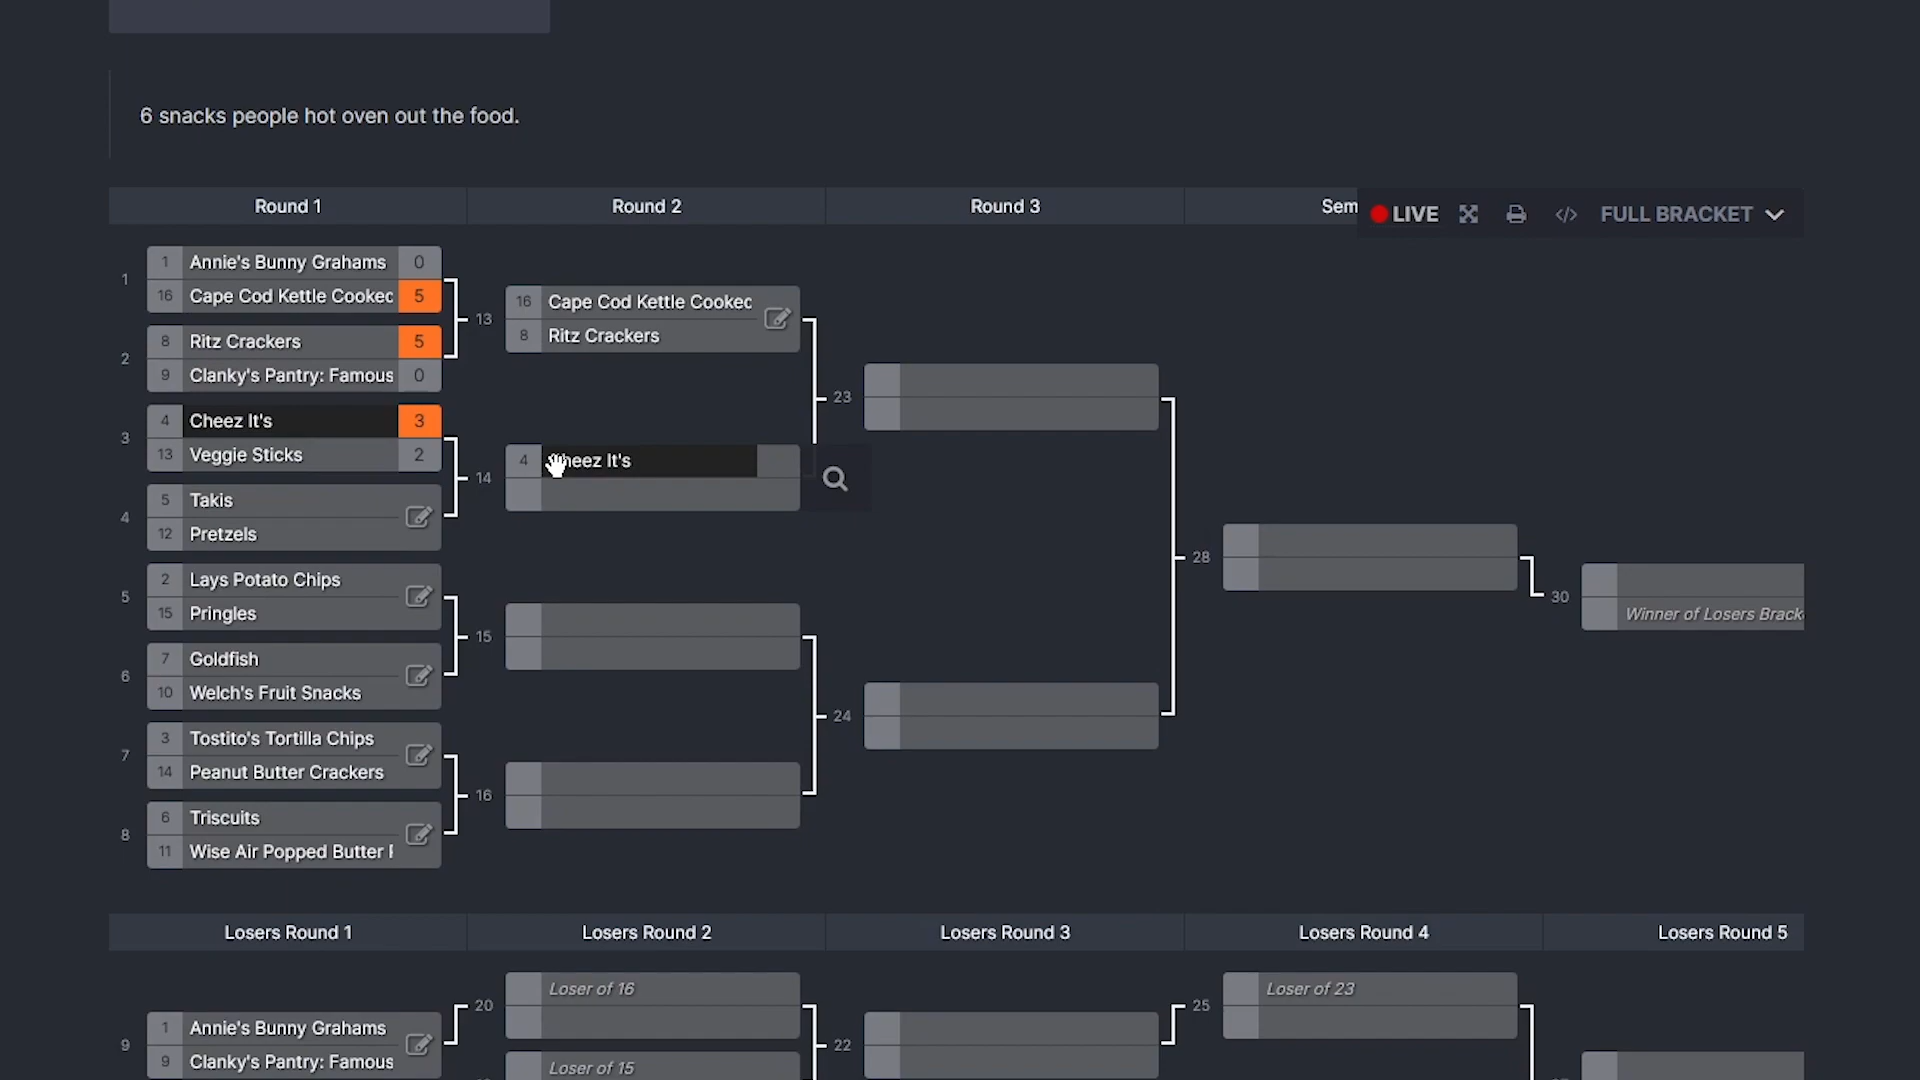 6 snacks people hot oven out the food.
Round 1
Round 2
Round 3
Sem
LIVE
FULL BRACKET
1
1 Annie's Bunny Grahams 0
16 Cape Cod Kettle Cooked 5
2
8 Ritz Crackers 5
9 Clanky's Pantry: Famous 0
3
4 Cheez It's 3
13 Veggie Sticks 2
4
5 Takis
12 Pretzels
5
2 Lays Potato Chips
15 Pringles
6
7 Goldfish
10 Welch's Fruit Snacks
7
3 Tostito's Tortilla Chips
14 Peanut Butter Crackers
8
6 Triscuits
11 Wise Air Popped Butter
13
16 Cape Cod Kettle Cooked
8 Ritz Crackers
14
4 Cheez It's
15
16
23
24
28
30
Winner of Losers Brack
Losers Round 1
Losers Round 2
Losers Round 3
Losers Round 4
Losers Round 5
9
1 Annie's Bunny Grahams
9 Clanky's Pantry: Famous
20
Loser of 16
Loser of 15
22
25
Loser of 23